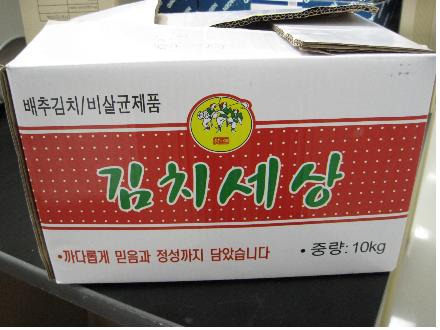 배추김치/비살균제품
김치세상
•까다롭게 믿음과 정성까지 담았습니다
•중량: 10kg